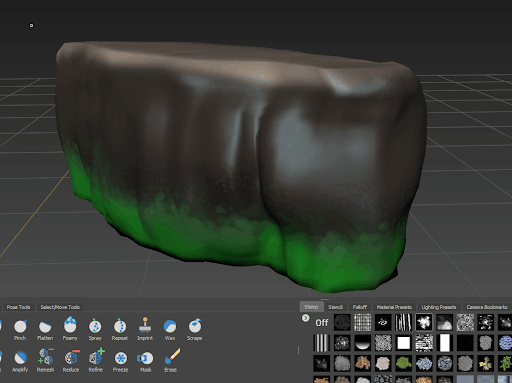 Pose Tools Select/Move Tools
Stamp Stencil Falloff Material Presets Lighting Presets Camera Bookmarks
Off
Pinch Flatten Foamy Spray Repeat Imprint Wax Scrape
Amplify Remesh Reduce Refine Freeze Mask Erase